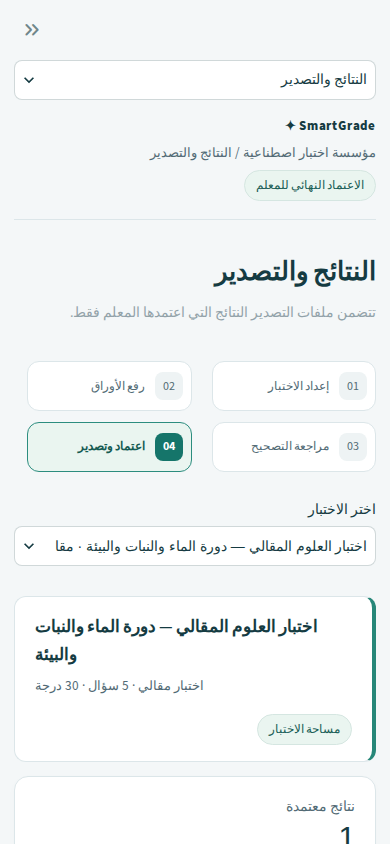 النتائج والتصدير
SmartGrade ✦
مؤسسة اختبار اصطناعية / النتائج والتصدير
الاعتماد النهائي للمعلم
النتائج والتصدير
تتضمن ملفات التصدير النتائج التي اعتمدها المعلم فقط.
01 إعداد الاختبار
02 رفع الأوراق
03 مراجعة التصحيح
04 اعتماد وتصدير
اختر الاختبار
اختبار العلوم المقالي — دورة الماء والنبات والبيئة · مقا
اختبار العلوم المقالي — دورة الماء والنبات
والبيئة
اختبار مقالي · 5 سؤال · 30 درجة
مساحة الاختبار
نتائج معتمدة
1